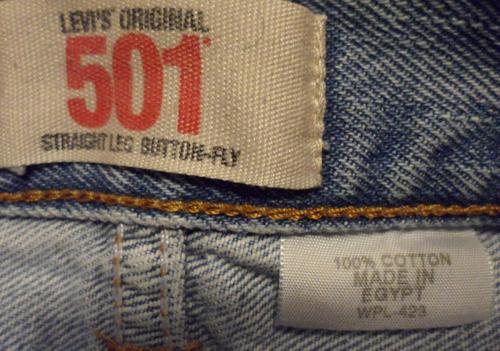 LEVI'S® ORIGINAL
501®
STRAIGHT LEG BUTTON-FLY
100% COTTON
MADE IN
EGYPT
WPL-423